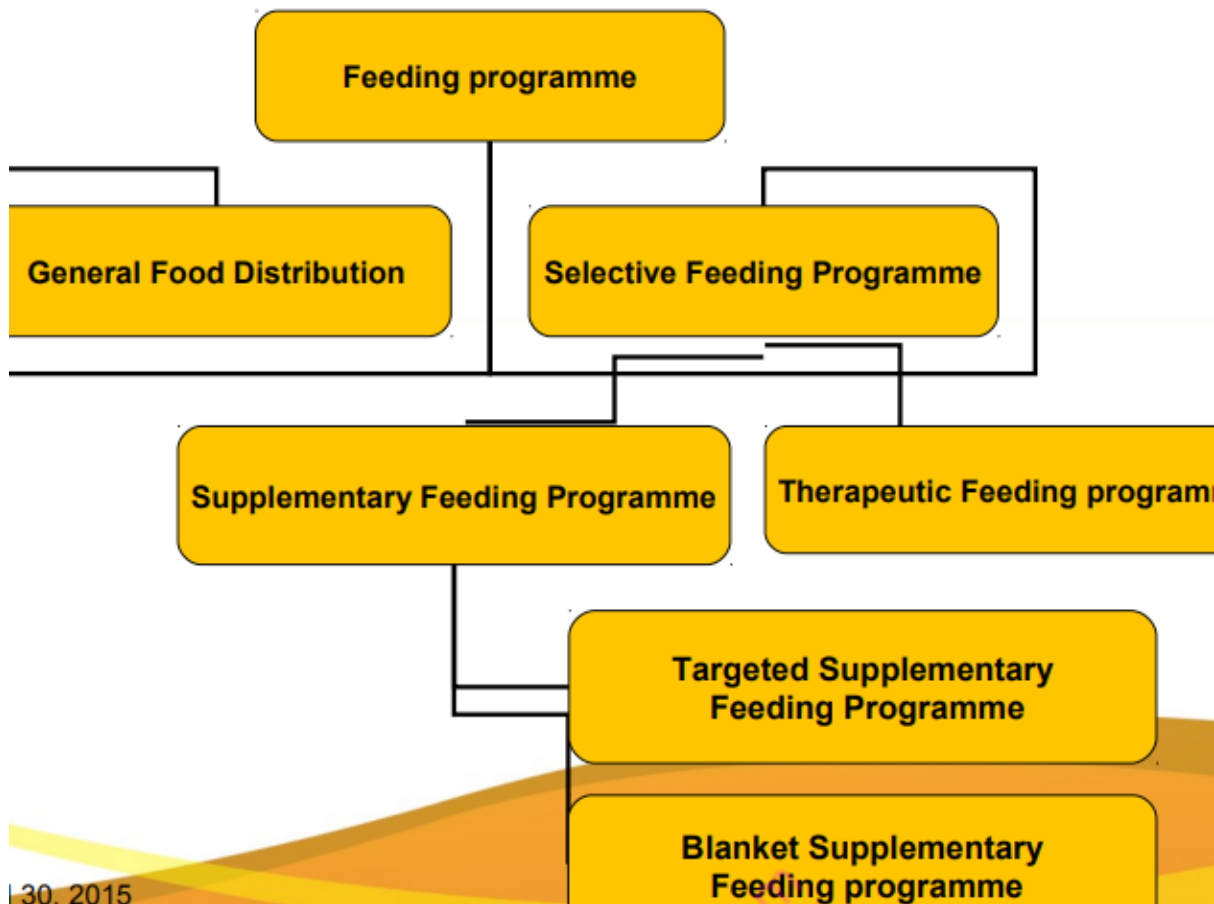 Feeding programme
General Food Distribution
Selective Feeding Programme
Supplementary Feeding Programme
Therapeutic Feeding
Targeted Supplementary
Feeding Programme
Blanket Supplementary
Feeding programme
30, 2015